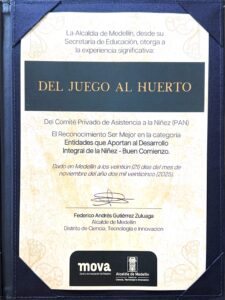 La Alcaldía de Medellín, desde su
Secretaría de Educación, otorga a
la experiencia significativa:
DEL JUEGO AL HUERTO
Del Comité Privado de Asistencia a la Niñez (PAN)
El Reconocimiento Ser Mejor en la categoría
Entidades que Aportan al Desarrollo
Integral de la Niñez - Buen Comienzo.
Dado en Medellín a los veintiún (21) días del mes de
noviembre del año dos mil veinticinco (2025).
Federico Andrés Gutiérrez Zuluaga
Alcalde de Medellín
Distrito de Ciencia, Tecnología e Innovación
mova
Alcaldía de Medellín